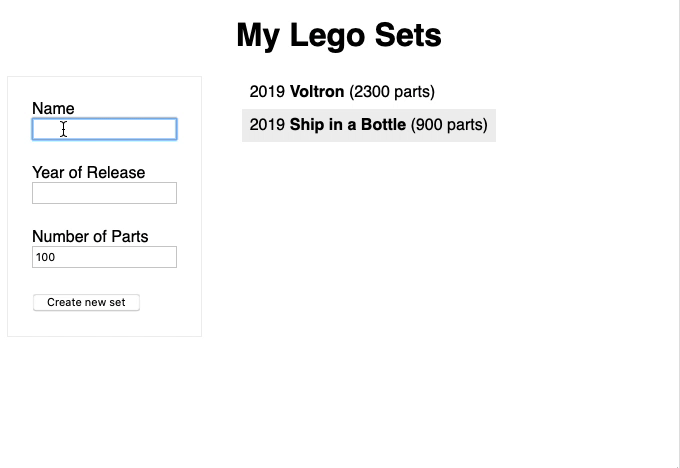 My Lego Sets
Name
Year of Release
Number of Parts
100
Create new set
2019 Voltron (2300 parts)
2019 Ship in a Bottle (900 parts)